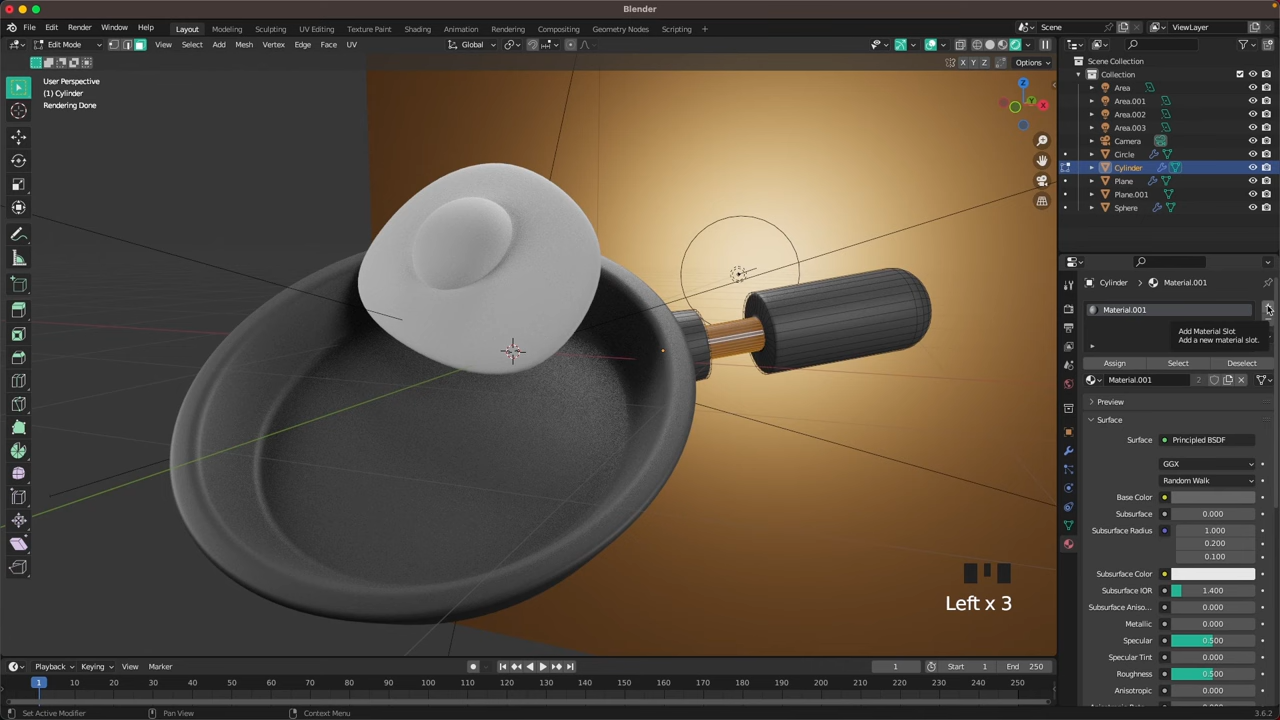 Blender
File Edit Render Window Help Layout Modeling Sculpting UV Editing Texture Paint Shading Animation Rendering Compositing Geometry Nodes Scripting Scene ViewLayer
Edit Mode View Select Add Mesh Vertex Edge Face UV Global
X Y Z Options
User Perspective
(1) Cylinder
Rendering Done
Z
Y
X
Scene Collection
Collection
Area
Area.001
Area.002
Area.003
Camera
Circle
Cylinder
Plane
Plane.001
Sphere
Cylinder Material.001
Material.001
Add Material Slot
Add a new material slot.
Assign Select Deselect
Material.001 2
Preview
Surface
Surface Principled BSDF
GGX
Random Walk
Base Color
Subsurface 0.000
Subsurface Radius 1.000
0.200
0.100
Subsurface Color
Subsurface IOR 1.400
Subsurface Aniso... 0.000
Metallic 0.000
Specular 0.500
Specular Tint 0.000
Roughness 0.500
Anisotropic 0.000
Left x 3
Playback Keying View Marker 1 Start 1 End 250
1 10 20 30 40 50 60 70 80 90 100 110 120 130 140 150 160 170 180 190 200 210 220 230 240 250
Set Active Modifier Pan View Context Menu 3.6.2